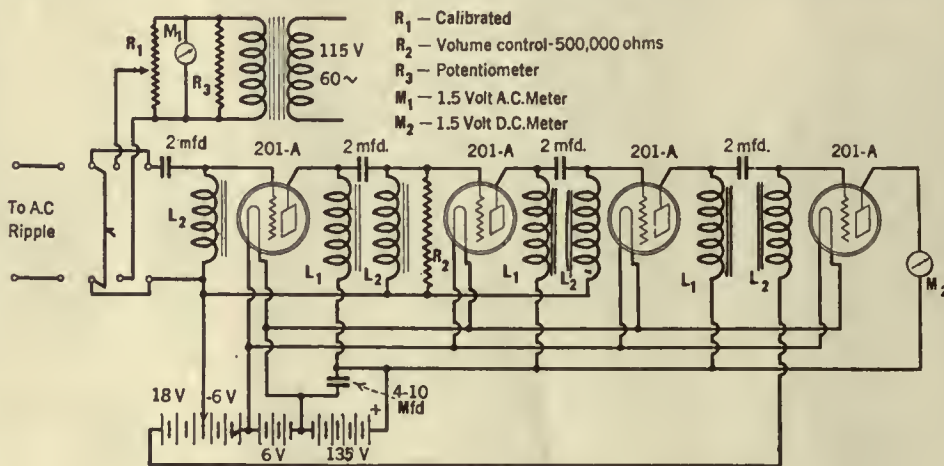 R₁ – Calibrated
R₂ – Volume control-500,000 ohms
R₃ – Potentiometer
M₁ – 1.5 Volt A.C. Meter
M₂ – 1.5 Volt D.C. Meter
R₁
M₁
R₃
115 V
60 ~
2 mfd
201-A
2 mfd.
201-A
2 mfd.
201-A
2 mfd.
201-A
To A.C
Ripple
L₂
L₁
L₂
R₂
L₁
L₂
L₁
L₂
M₂
18 V
-6V
4-10
Mfd
+
6 V
135 V